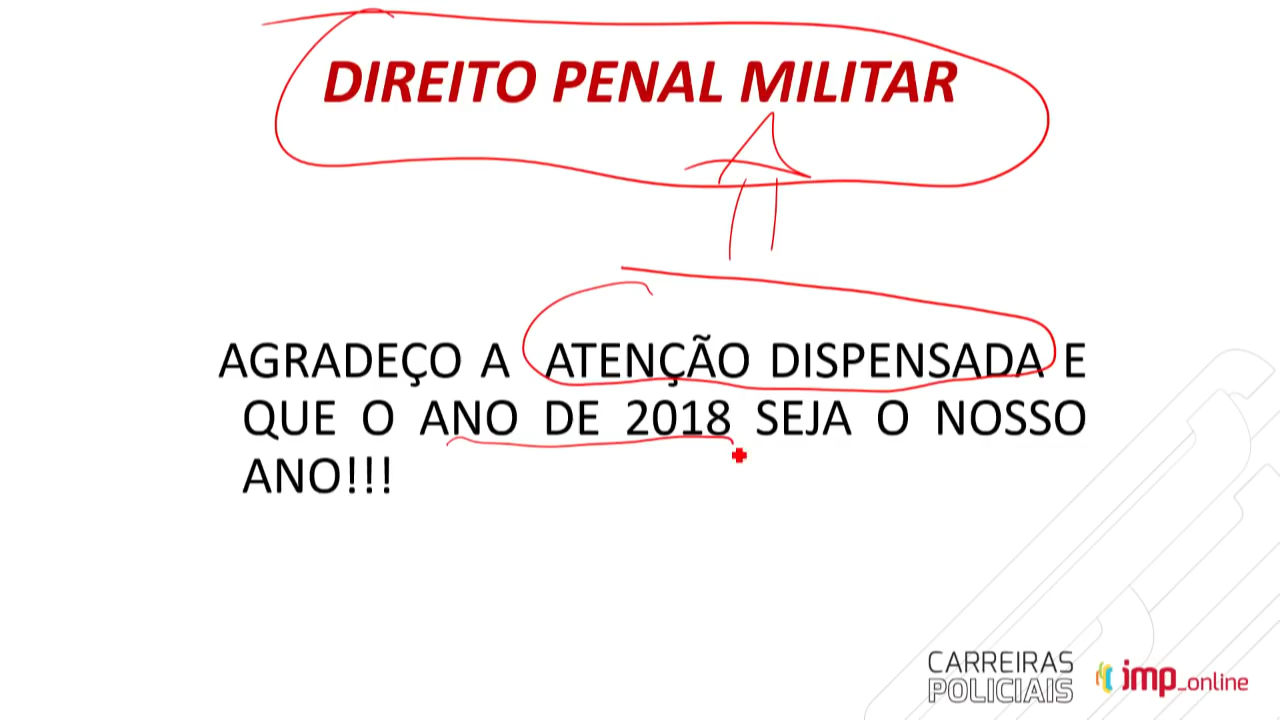 DIREITO PENAL MILITAR
AGRADEÇO A ATENÇÃO DISPENSADA E
QUE O ANO DE 2018 SEJA O NOSSO
ANO!!!
CARREIRAS
POLICIAIS
imp_online